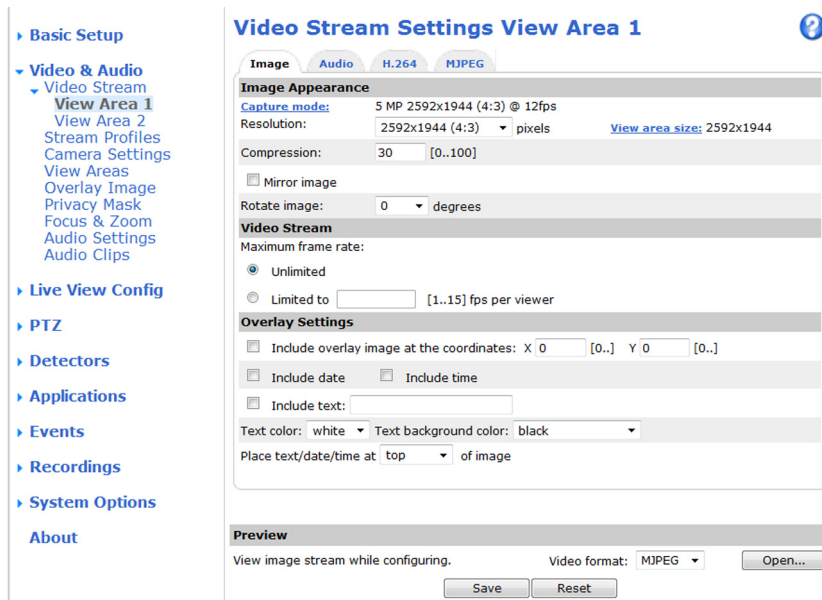 Basic Setup
Video & Audio
Video Stream
View Area 1
View Area 2
Stream Profiles
Camera Settings
View Areas
Overlay Image
Privacy Mask
Focus & Zoom
Audio Settings
Audio Clips
Live View Config
PTZ
Detectors
Applications
Events
Recordings
System Options
About
Video Stream Settings View Area 1 ?
Image Audio H.264 MJPEG
Image Appearance
Capture mode: 5 MP 2592x1944 (4:3) @ 12fps
Resolution: 2592x1944 (4:3) pixels View area size: 2592x1944
Compression: 30 [0..100]
Mirror image
Rotate image: 0 degrees
Video Stream
Maximum frame rate:
Unlimited
Limited to [1..15] fps per viewer
Overlay Settings
Include overlay image at the coordinates: X 0 [0..] Y 0 [0..]
Include date Include time
Include text:
Text color: white Text background color: black
Place text/date/time at top of image
Preview
View image stream while configuring. Video format: MJPEG Open...
Save Reset